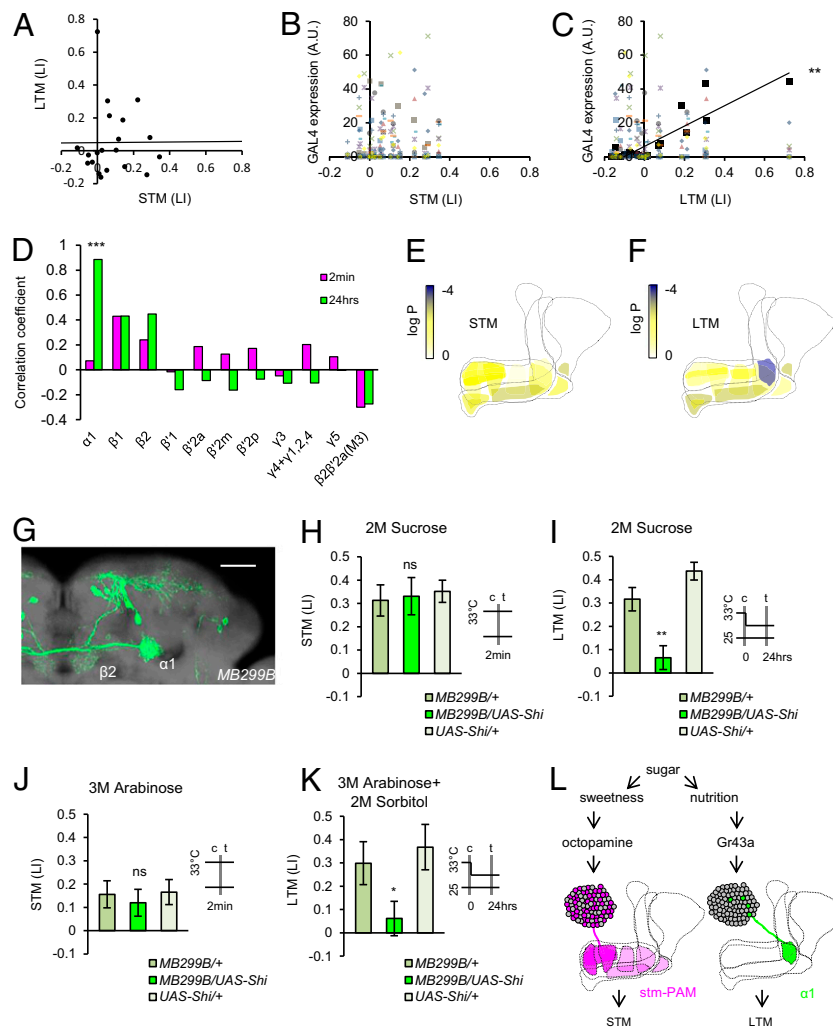 A
LTM (LI)
0.8
0.6
0.4
0.2
0
-0.2
-0.2
0
0.2
0.4
0.6
0.8
STM (LI)
B
GAL4 expression (A.U.)
80
60
40
20
0
-0.2
0
0.2
0.4
0.6
0.8
STM (LI)
C
GAL4 expression (A.U.)
80
60
40
20
0
-0.2
0
0.2
0.4
0.6
0.8
LTM (LI)
**
D
Correlation coefficient
1
0.8
0.6
0.4
0.2
0
-0.2
-0.4
***
2min
24hrs
α1
β1
β2
β'1
β'2a
β'2m
β'2p
γ3
γ4+γ1,2,4
γ5
β2β'2a(M3)
E
log P
-4
0
STM
F
log P
-4
0
LTM
G
β2
α1
MB299B
H
2M Sucrose
STM (LI)
0.5
0.4
0.3
0.2
0.1
0
-0.1
ns
33°C
c t
2min
MB299B/+
MB299B/UAS-Shi
UAS-Shi/+
I
2M Sucrose
LTM (LI)
0.5
0.4
0.3
0.2
0.1
0
-0.1
**
c t
33°C
25
0 24hrs
MB299B/+
MB299B/UAS-Shi
UAS-Shi/+
J
3M Arabinose
STM (LI)
0.5
0.4
0.3
0.2
0.1
0
-0.1
ns
c t
33°C
2min
MB299B/+
MB299B/UAS-Shi
UAS-Shi/+
K
3M Arabinose+
2M Sorbitol
LTM (LI)
0.5
0.4
0.3
0.2
0.1
0
-0.1
*
c t
33°C
25
0 24hrs
MB299B/+
MB299B/UAS-Shi
UAS-Shi/+
L
sugar
sweetness nutrition
octopamine Gr43a
stm-PAM α1
STM LTM